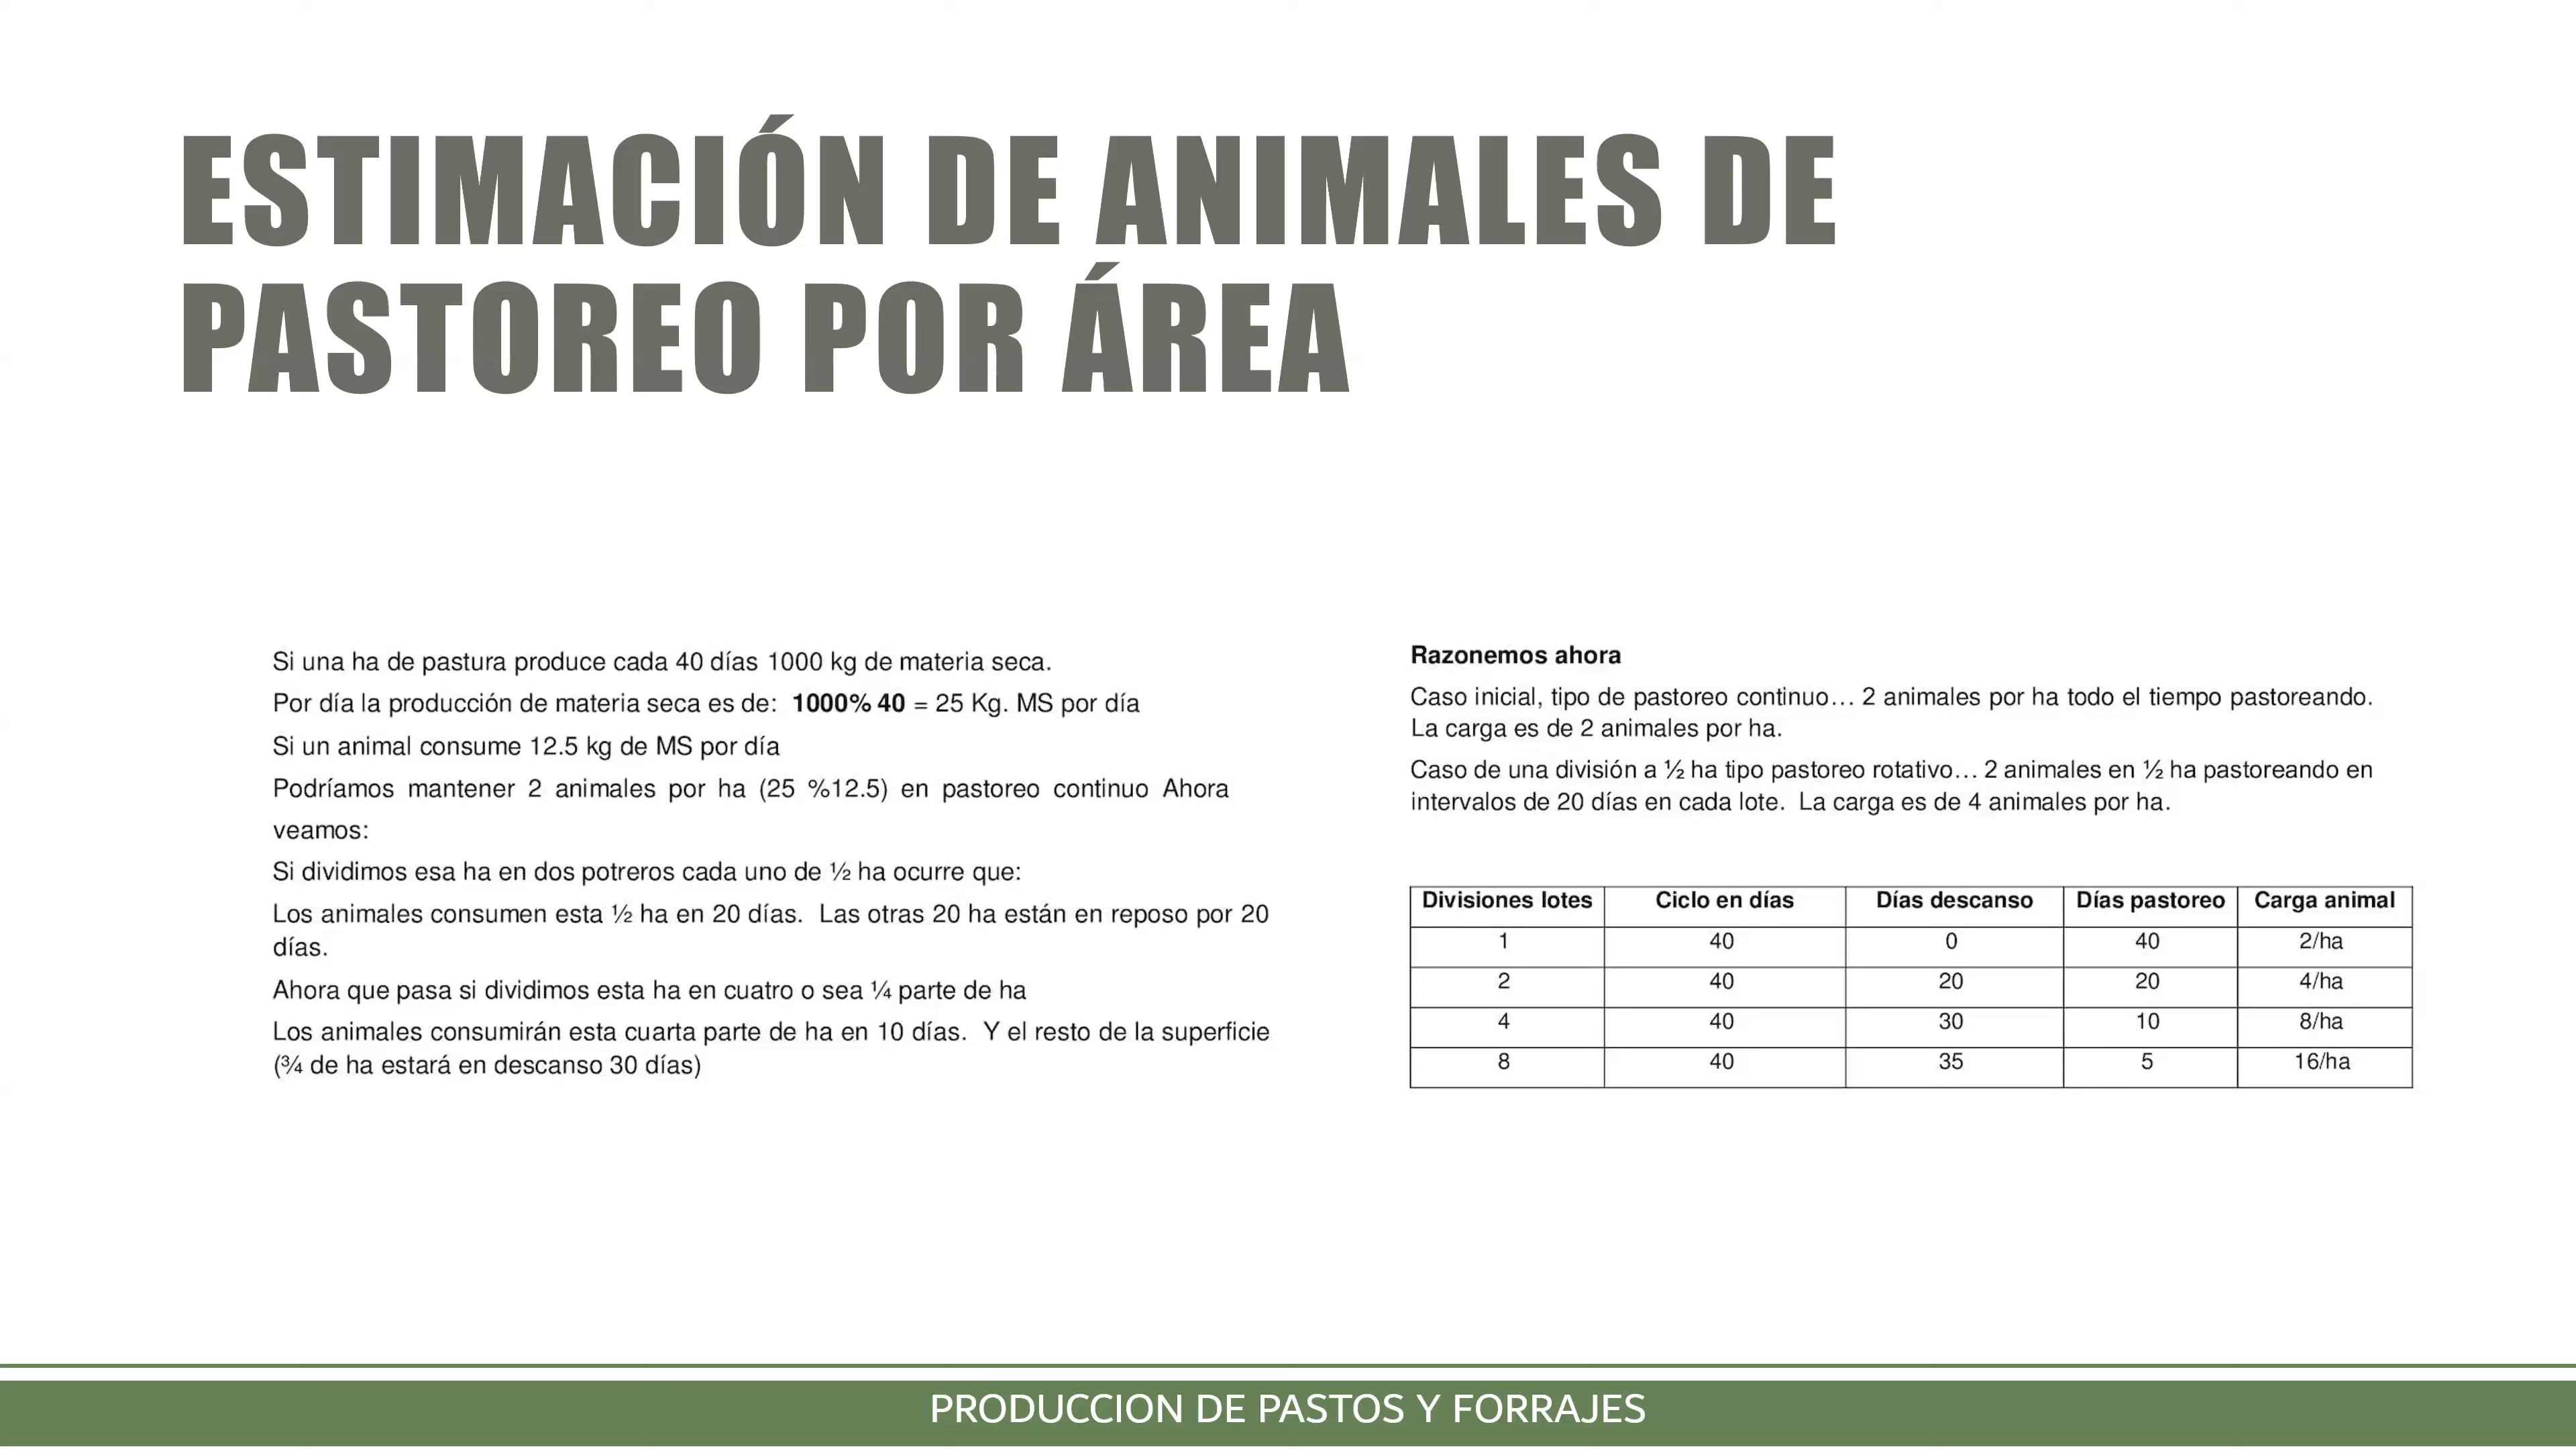 ESTIMACIÓN DE ANIMALES DE
PASTOREO POR ÁREA
Si una ha de pastura produce cada 40 días 1000 kg de materia seca.
Por día la producción de materia seca es de: 1000% 40 = 25 Kg. MS por día
Si un animal consume 12.5 kg de MS por día
Podríamos mantener 2 animales por ha (25 %12.5) en pastoreo continuo Ahora
veamos:
Si dividimos esa ha en dos potreros cada uno de ½ ha ocurre que:
Los animales consumen esta ½ ha en 20 días. Las otras 20 ha están en reposo por 20
días.
Ahora que pasa si dividimos esta ha en cuatro o sea ¼ parte de ha
Los animales consumirán esta cuarta parte de ha en 10 días. Y el resto de la superficie
(¾ de ha estará en descanso 30 días)
Razonemos ahora
Caso inicial, tipo de pastoreo continuo… 2 animales por ha todo el tiempo pastoreando.
La carga es de 2 animales por ha.
Caso de una división a ½ ha tipo pastoreo rotativo… 2 animales en ½ ha pastoreando en
intervalos de 20 días en cada lote. La carga es de 4 animales por ha.
Divisiones lotes Ciclo en días Días descanso Días pastoreo Carga animal
1 40 0 40 2/ha
2 40 20 20 4/ha
4 40 30 10 8/ha
8 40 35 5 16/ha
PRODUCCION DE PASTOS Y FORRAJES